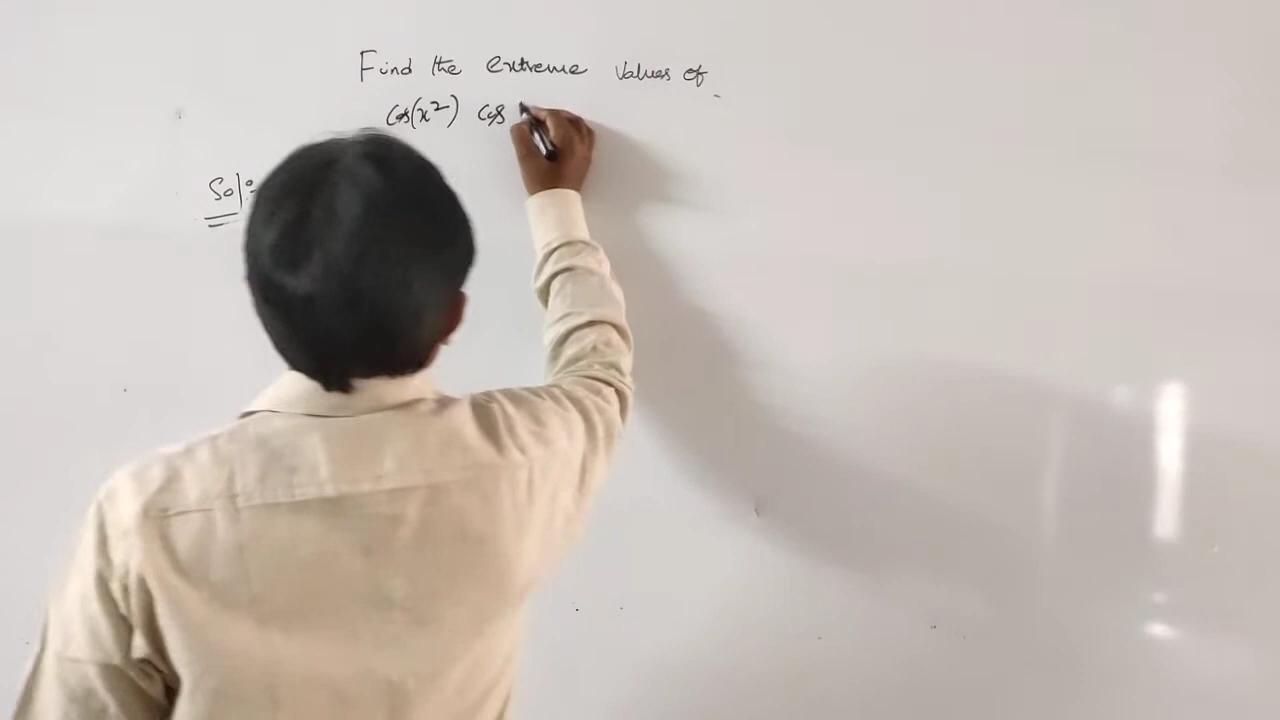 Find the extreme values of
cos(x²) cos
Sol:-